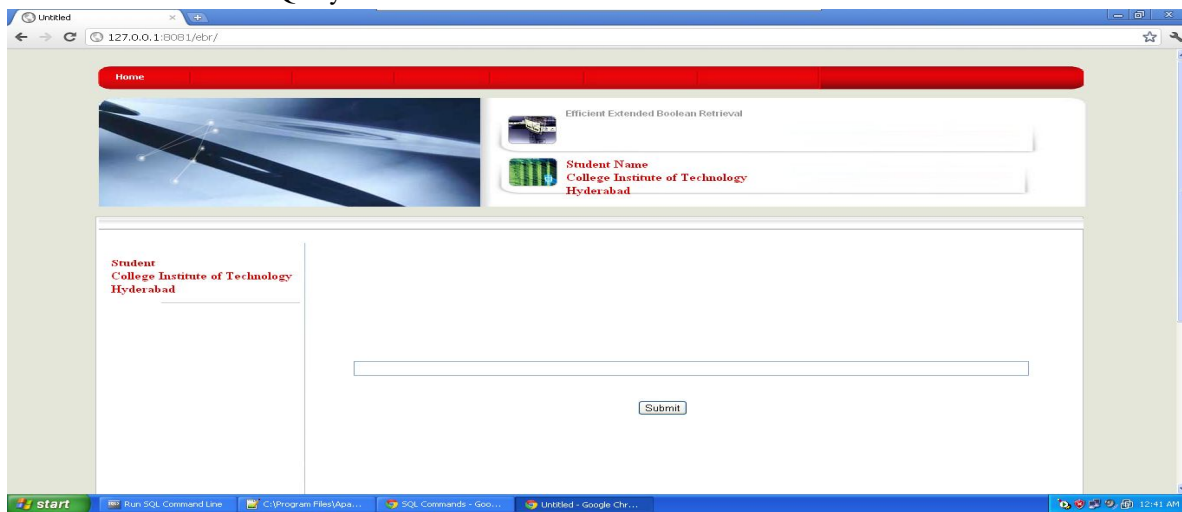 Untitled
127.0.0.1:8081/ebr/
Home
Efficient Extended Boolean Retrieval
Student Name
College Institute of Technology
Hyderabad
Student
College Institute of Technology
Hyderabad
Submit
start
Run SQL Command Line
C:\Program Files\Apa...
SQL Commands - Goo...
Untitled - Google Chr...
12:41 AM